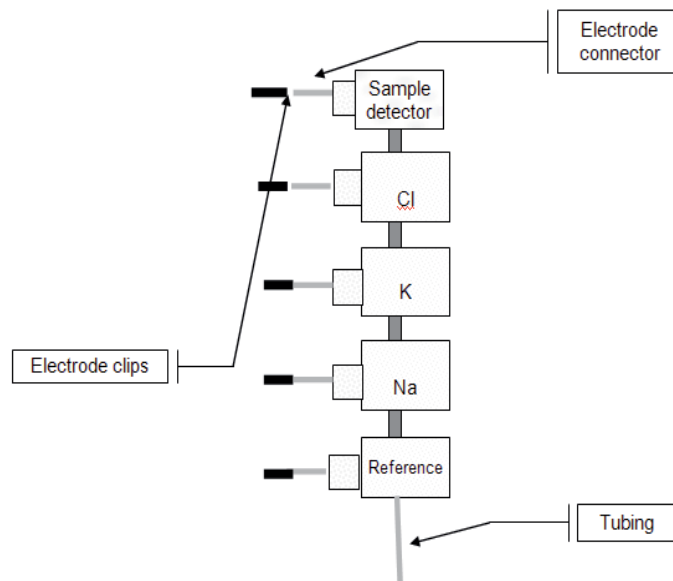 Electrode
connector
Sample
detector
Cl
K
Electrode clips
Na
Reference
Tubing